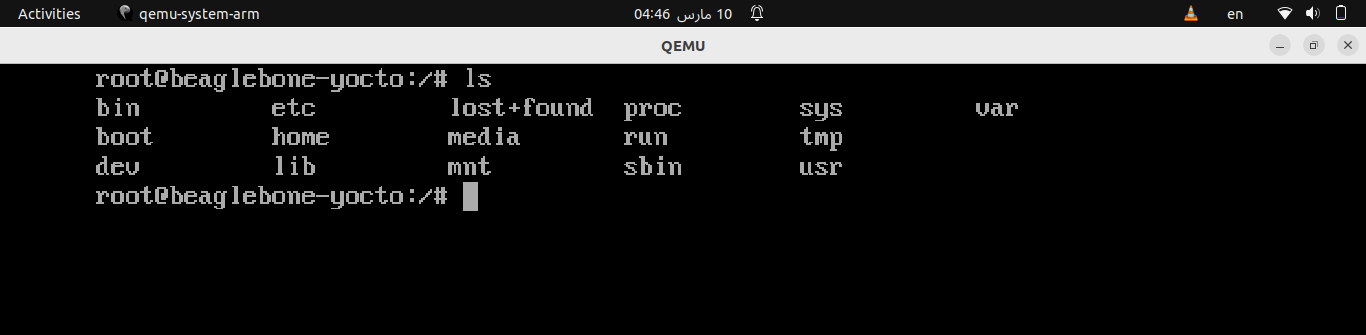 Activities qemu-system-arm 04:46 10 مارس en
QEMU
root@beaglebone-yocto:/# ls
bin etc lost+found proc sys var
boot home media run tmp
dev lib mnt sbin usr
root@beaglebone-yocto:/#